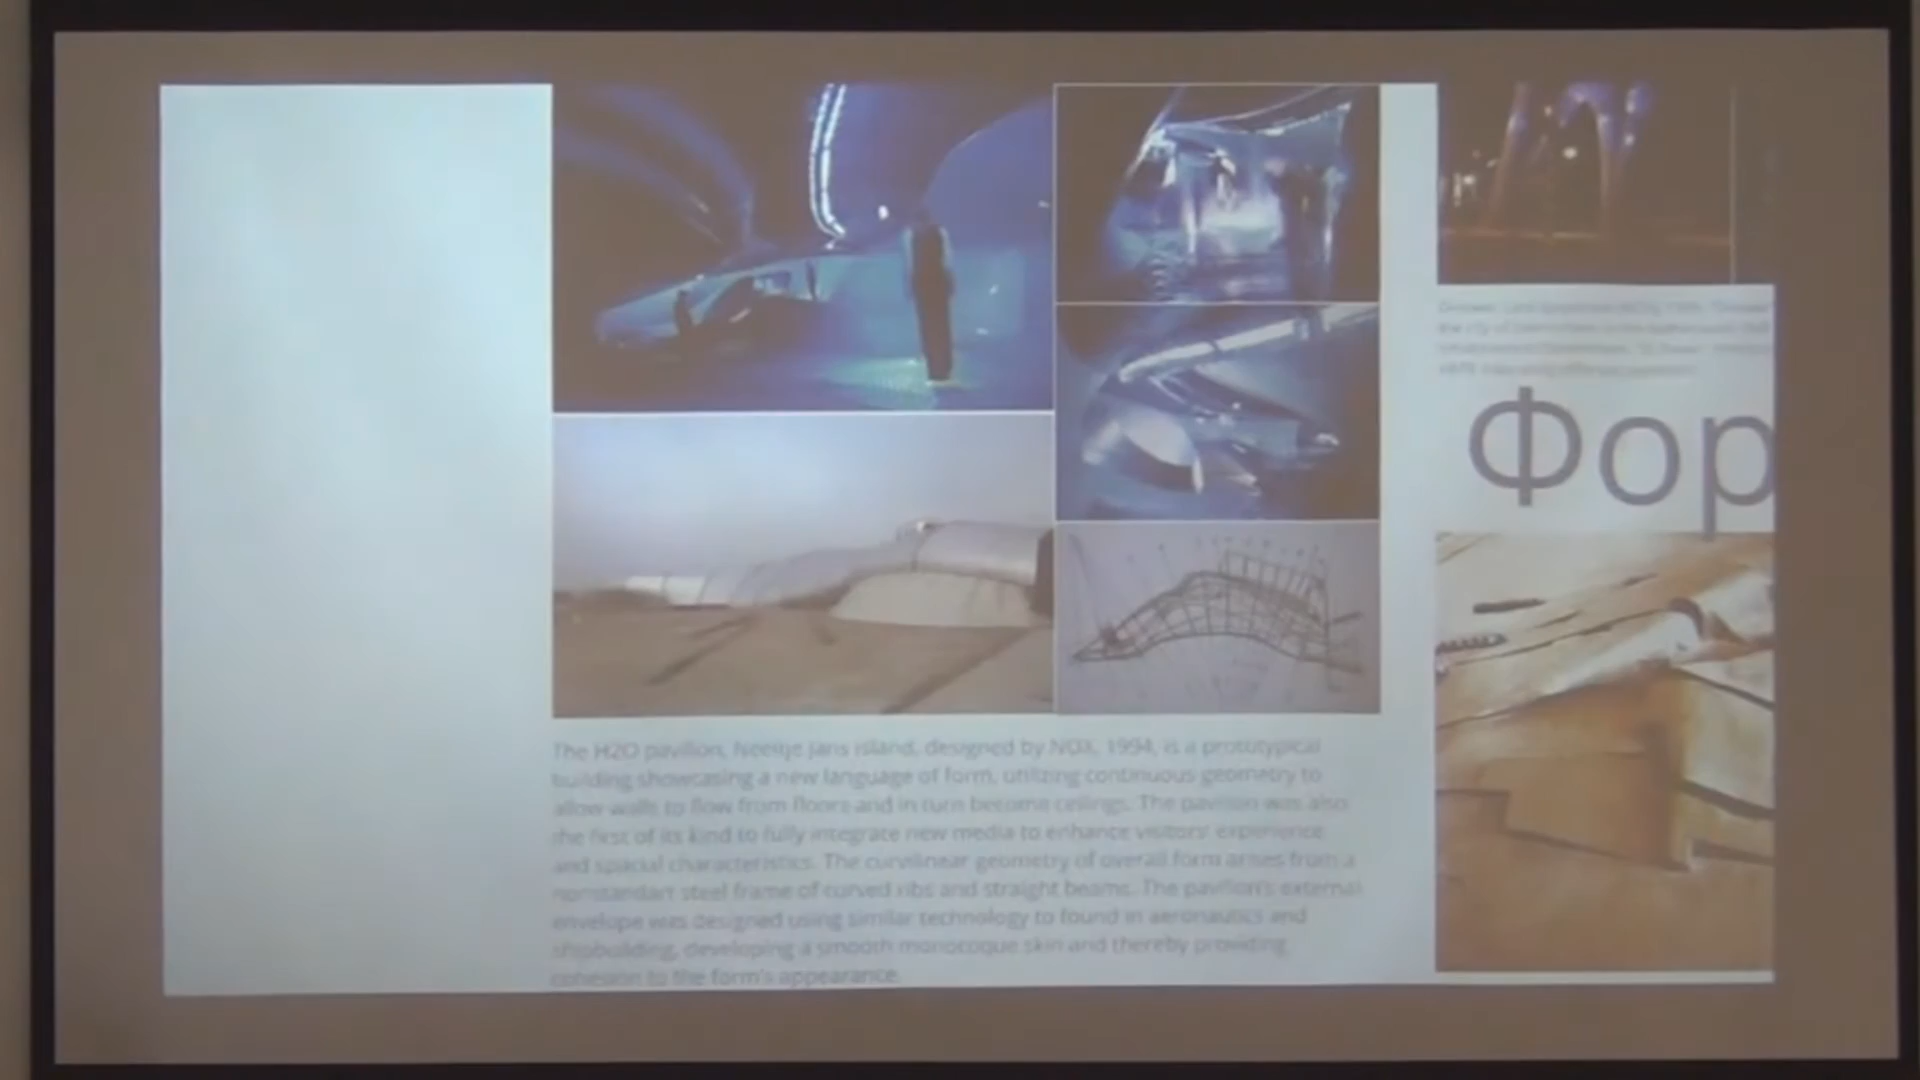 The H2O pavilion, Neeltje Jans island, designed by NOX, 1994, is a prototypical
building showcasing a new language of form, utilizing continuous geometry to
allow walls to flow from floors and in turn become ceilings. The pavilion was also
the first of its kind to fully integrate new media to enhance visitors' experience
and spacial characteristics. The curvilinear geometry of overall form arises from a
nonstandart steel frame of curved ribs and straight beams. The pavilion's external
envelope was designed using similar technology to found in aeronautics and
shipbuilding, developing a smooth monocoque skin and thereby providing
cohesion to the form's appearance.
Фор